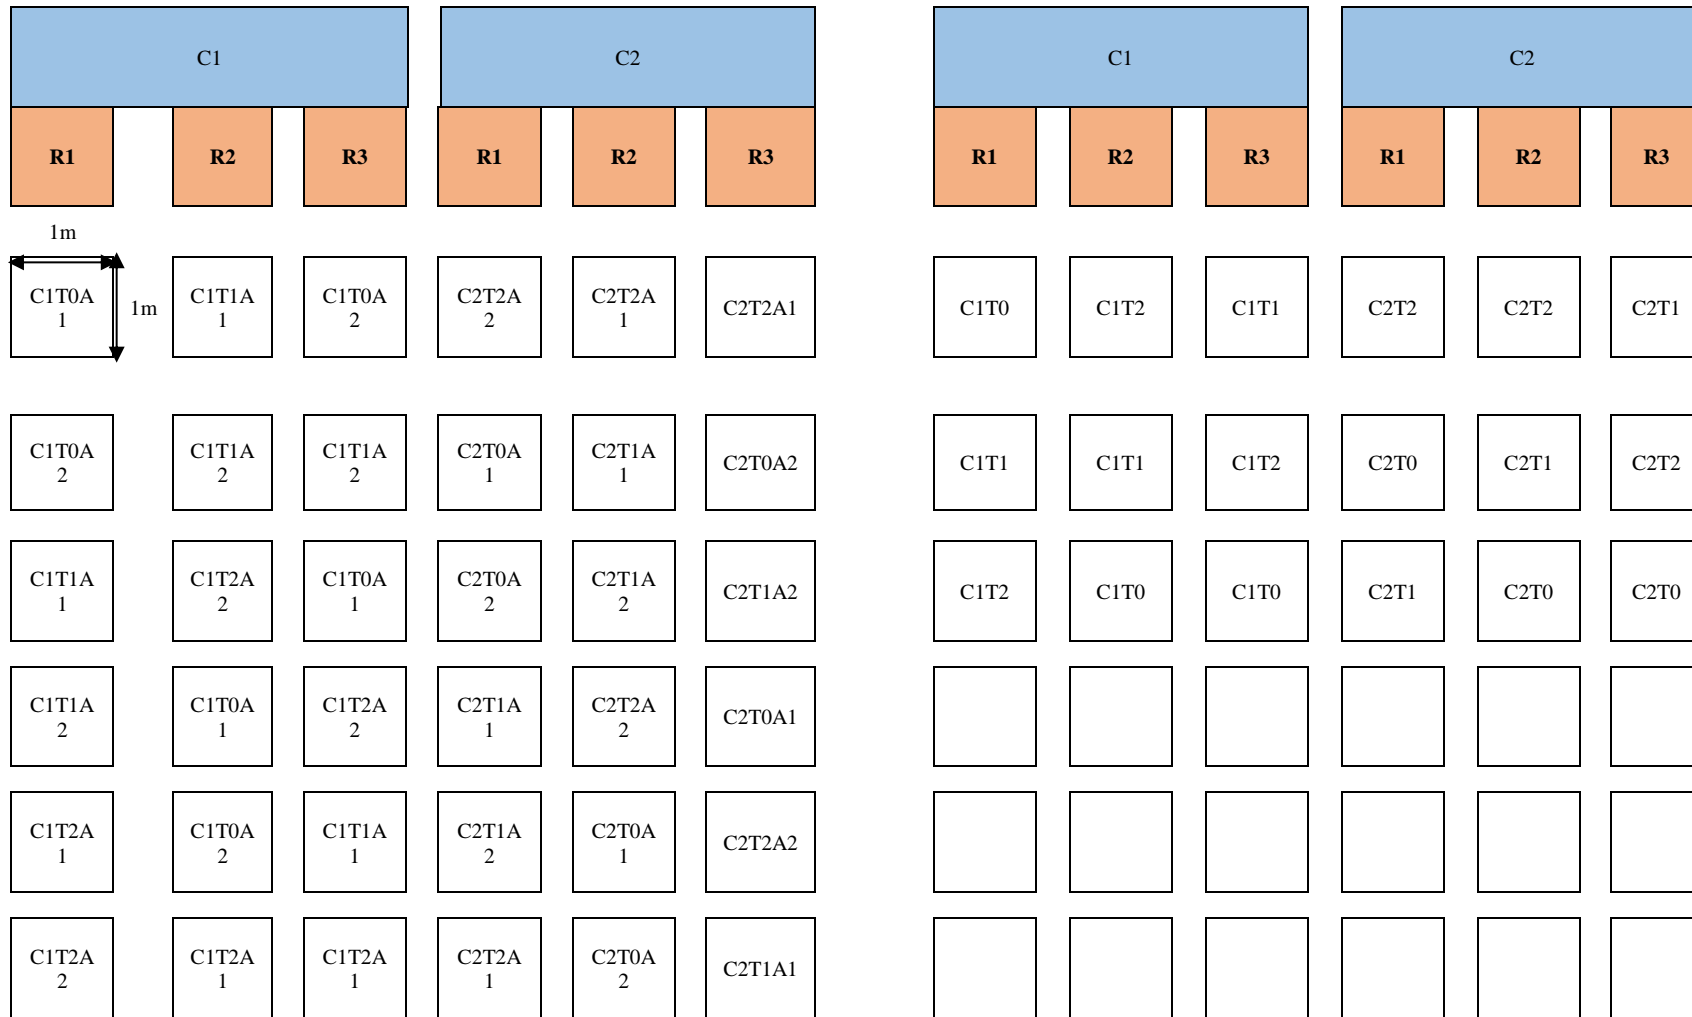 C1 C2 C1 C2
R1 R2 R3 R1 R2 R3 R1 R2 R3 R1 R2 R3
1m
C1T0A C1T1A C1T0A C2T2A C2T2A
1 1m 1 2 2 1 C2T2A1 C1T0 C1T2 C1T1 C2T2 C2T2 C2T1
C1T0A C1T1A C1T1A C2T0A C2T1A
2 2 2 1 1 C2T0A2 C1T1 C1T1 C1T2 C2T0 C2T1 C2T2
C1T1A C1T2A C1T0A C2T0A C2T1A
1 2 1 2 2 C2T1A2 C1T2 C1T0 C1T0 C2T1 C2T0 C2T0
C1T1A C1T0A C1T2A C2T1A C2T2A
2 1 2 1 2 C2T0A1
C1T2A C1T0A C1T1A C2T1A C2T0A
1 2 1 2 1 C2T2A2
C1T2A C1T2A C1T2A C2T2A C2T0A
2 1 1 1 2 C2T1A1